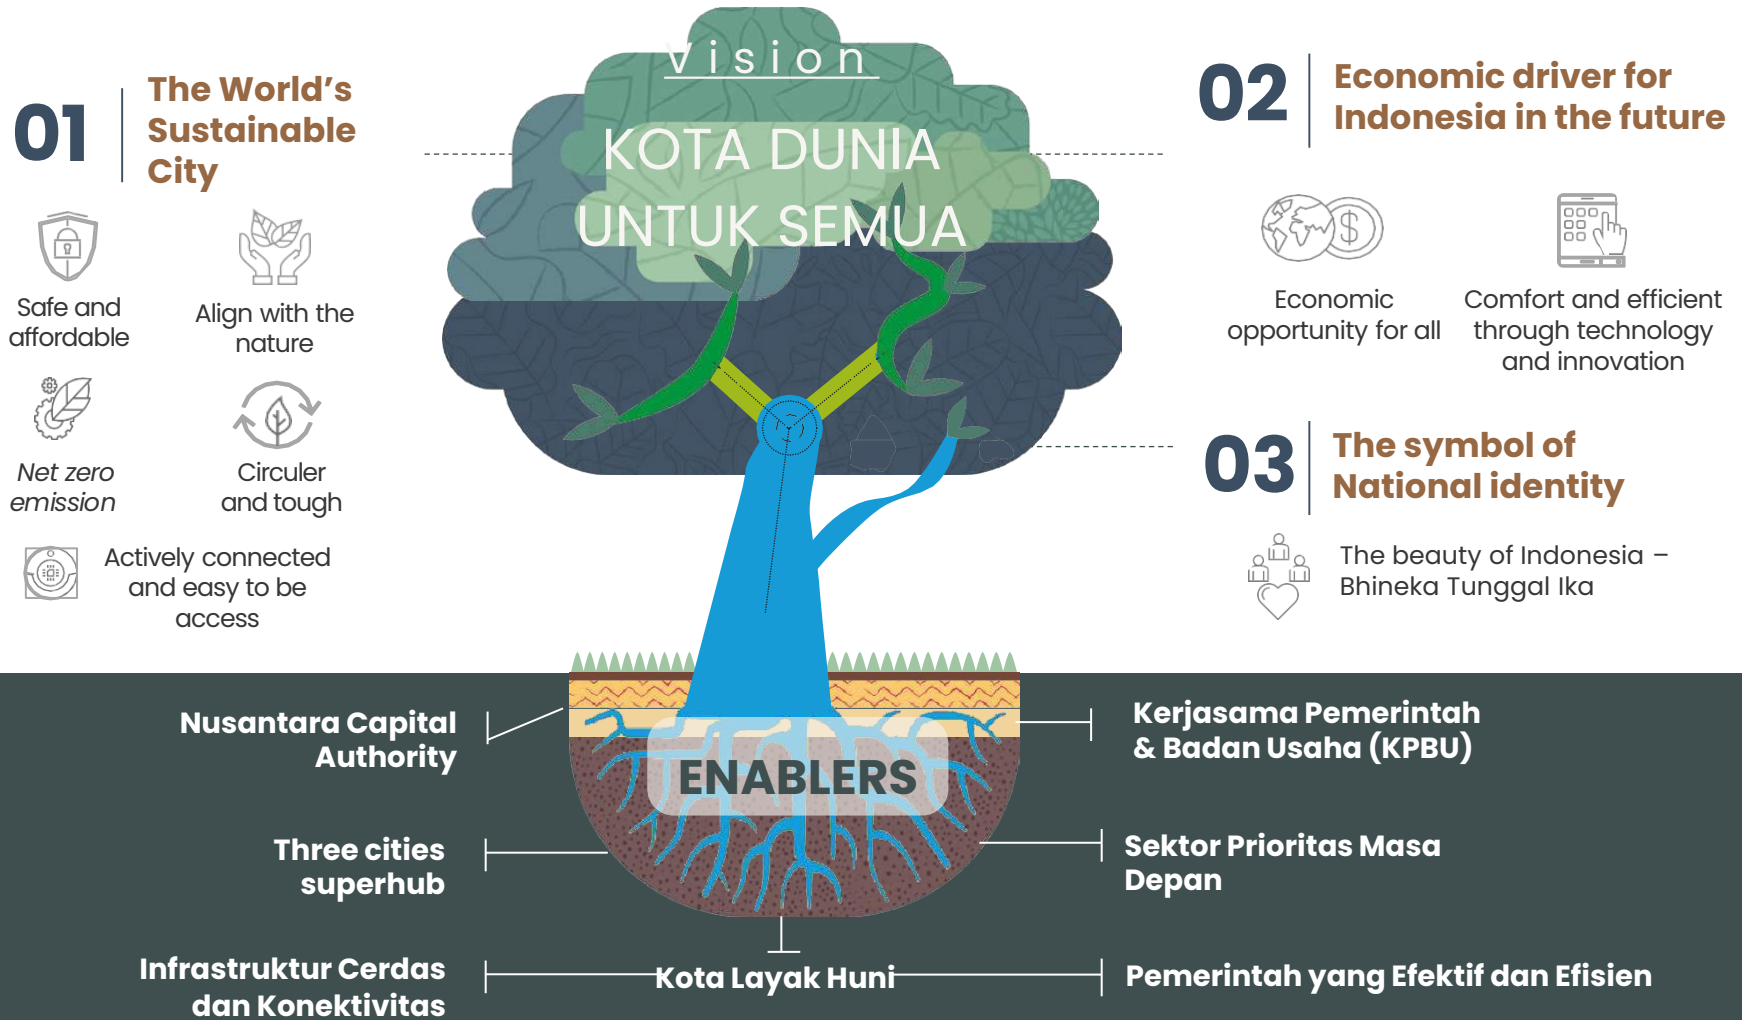 Vision
KOTA DUNIA
UNTUK SEMUA
01
The World's
Sustainable
City
Safe and
affordable
Align with the
nature
Net zero
emission
Circuler
and tough
Actively connected
and easy to be
access
02
Economic driver for
Indonesia in the future
Economic
opportunity for all
Comfort and efficient
through technology
and innovation
03
The symbol of
National identity
The beauty of Indonesia –
Bhineka Tunggal Ika
ENABLERS
Nusantara Capital
Authority
Three cities
superhub
Infrastruktur Cerdas
dan Konektivitas
Kota Layak Huni
Kerjasama Pemerintah
& Badan Usaha (KPBU)
Sektor Prioritas Masa
Depan
Pemerintah yang Efektif dan Efisien